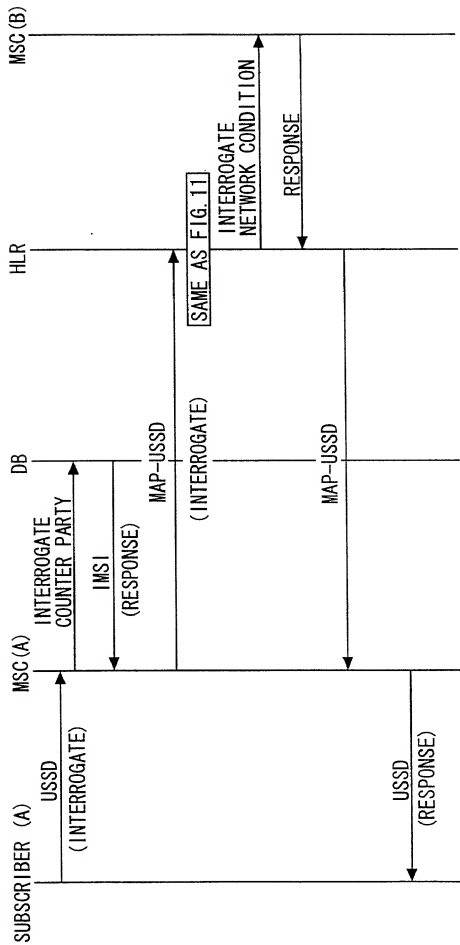 SUBSCRIBER (A)
MSC(A)
DB
HLR
MSC(B)
USSD
(INTERROGATE)
INTERROGATE
COUNTER PARTY
IMSI
(RESPONSE)
MAP-USSD
(INTERROGATE)
SAME AS FIG.11
INTERROGATE
NETWORK CONDITION
RESPONSE
MAP-USSD
USSD
(RESPONSE)